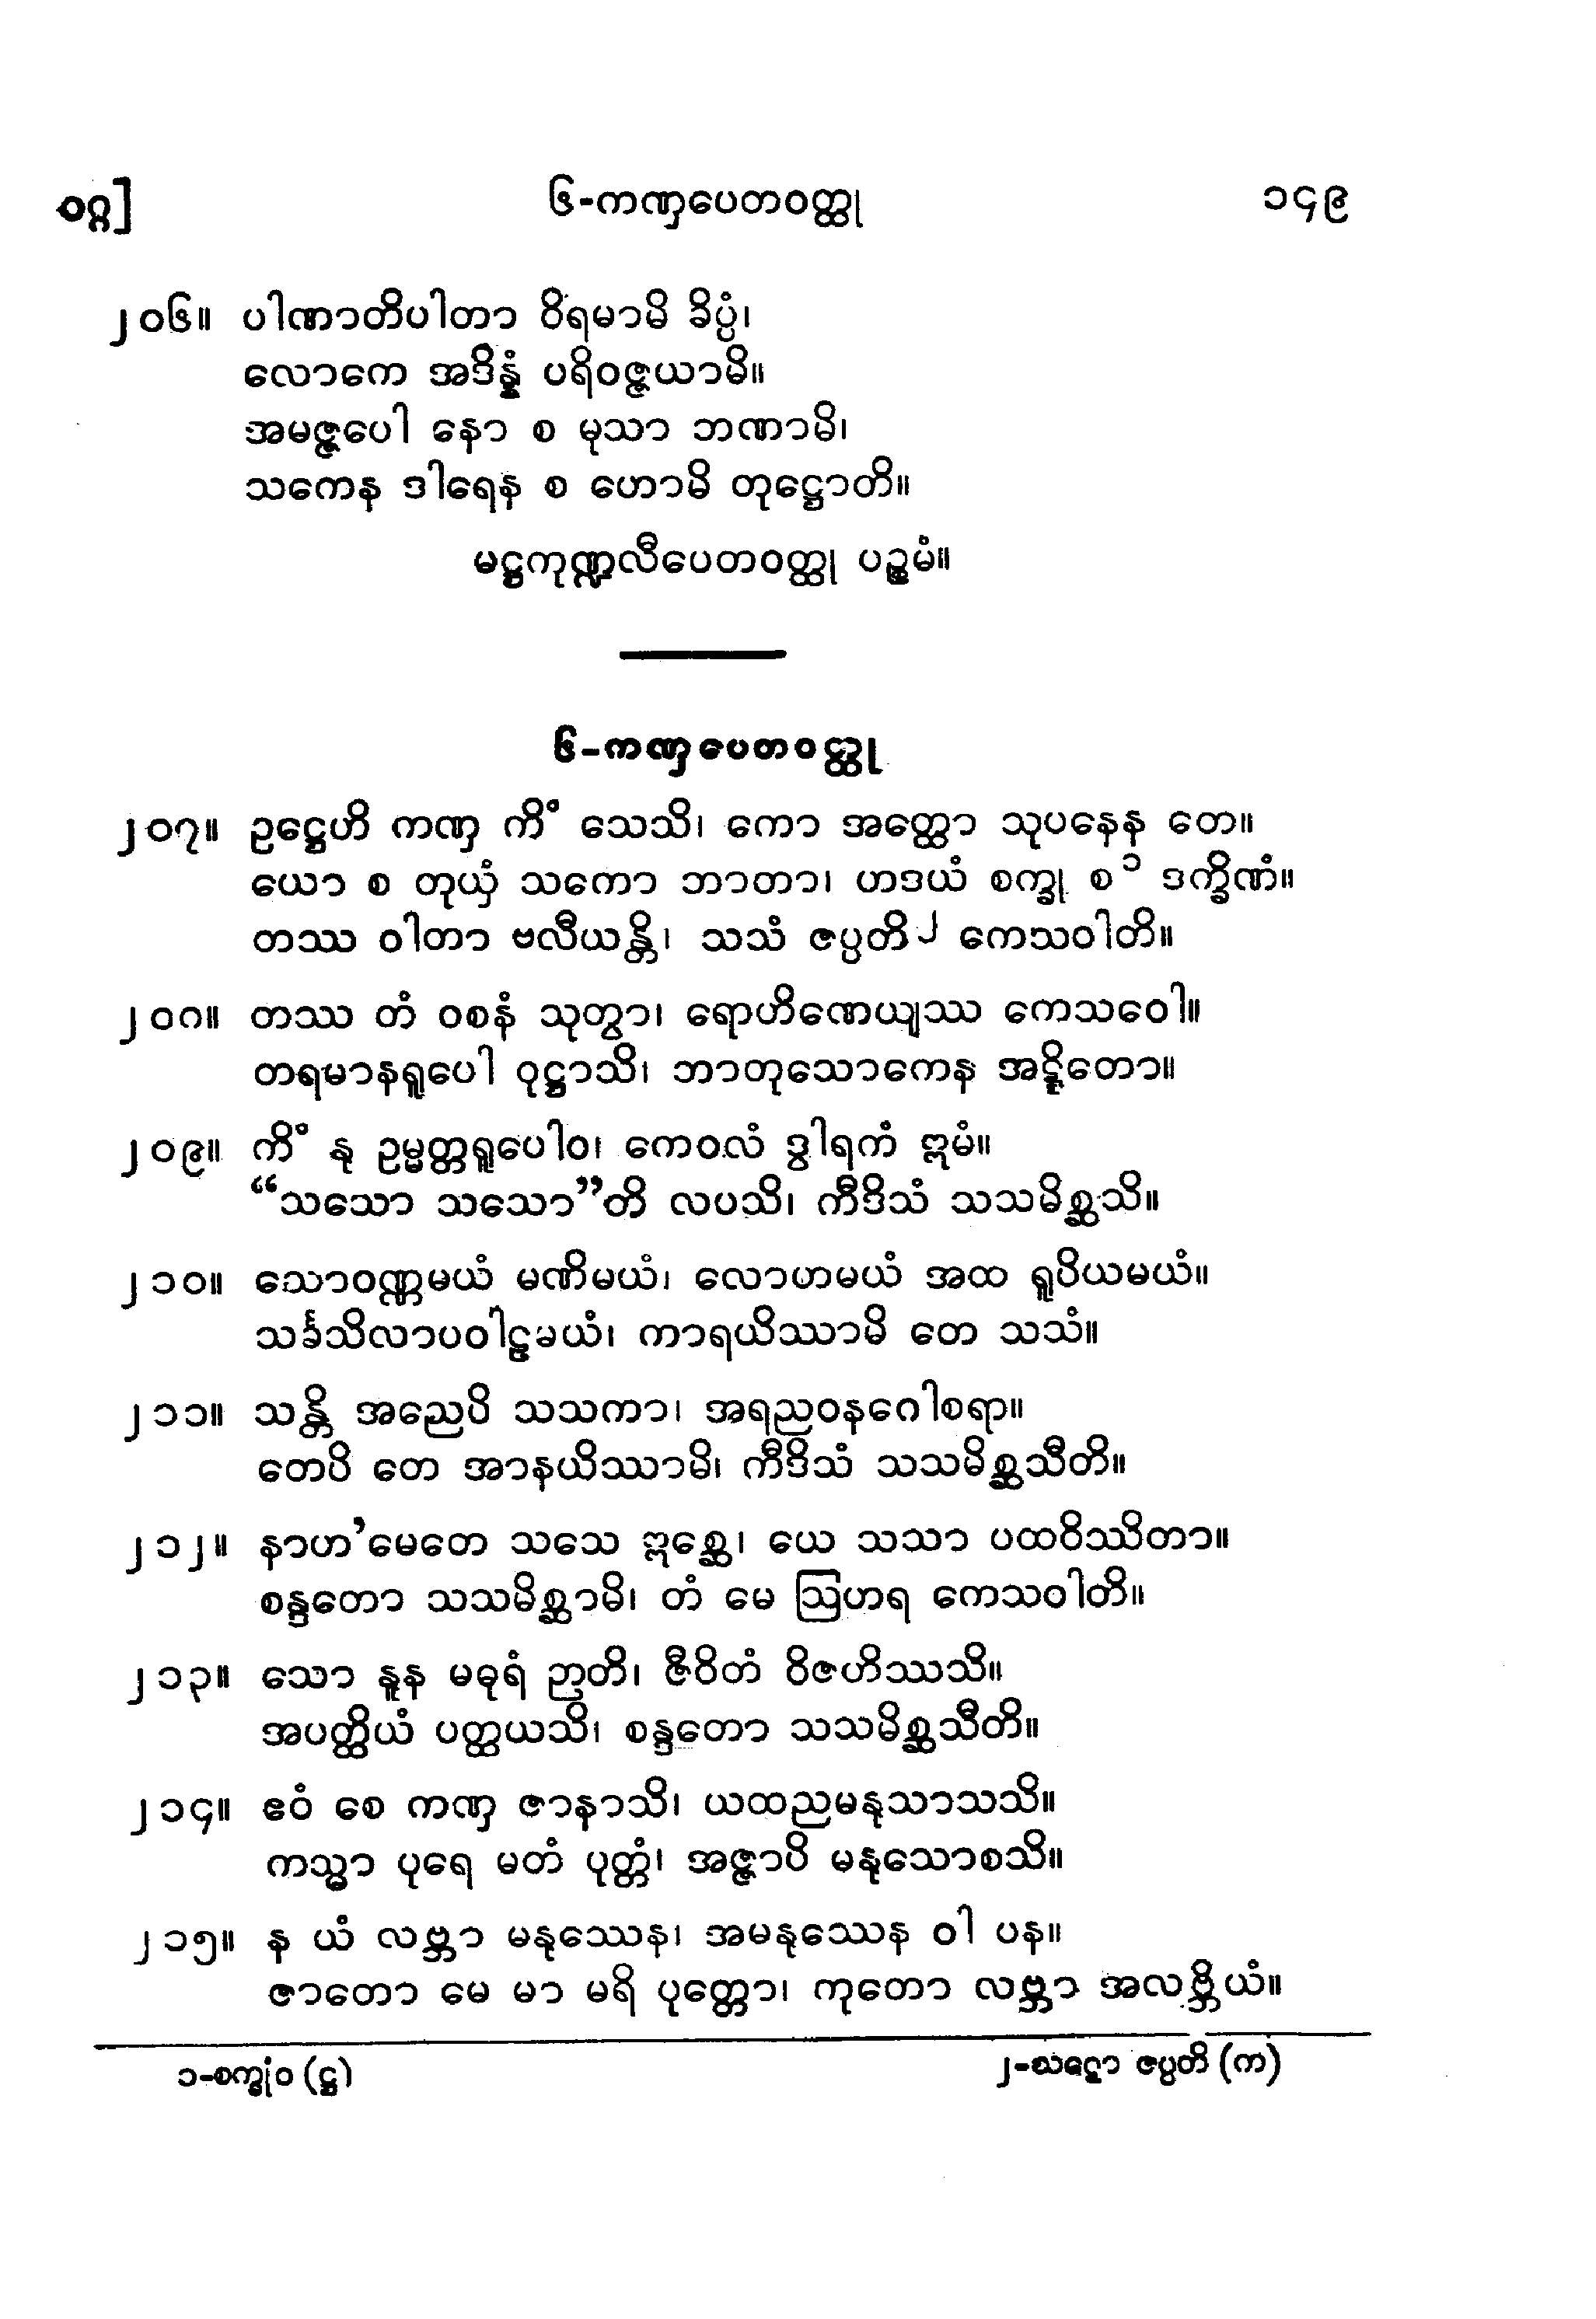 ဝဂ္ဂ] ၆-ကဏှပေတဝတ္ထု ၁၄၉
၂၀၆။ ပါဏာတိပါတာ ဝိရမာမိ ခိပ္ပံ၊
လောကေ အဒိန္နံ ပရိဝဇ္ဇယာမိ။
အမဇ္ဇပေါ နော စ မုသာ ဘဏာမိ၊
သကေန ဒါရေန စ ဟောမိ တုဋ္ဌောတိ။
မဋ္ဌကုဏ္ဍလီပေတဝတ္ထု ပဉ္စမံ။
၆-ကဏှပေတဝတ္ထု
၂၀၇။ ဥဋ္ဌေဟိ ကဏှ ကိံ သေသိ၊ ကော အတ္ထော သုပနေန တေ။
ယော စ တုယှံ သကော ဘာတာ၊ ဟဒယံ စက္ခု စ ၁ ဒက္ခိဏံ။
တဿ ဝါတာ ဗလီယန္တိ၊ သသံ ဇပ္ပတိ ၂ ကေသဝါတိ။
၂၀၈။ တဿ တံ ဝစနံ သုတွာ၊ ရောဟိဏေယျဿ ကေသဝေါ။
တရမာနရူပေါ ဝုဋ္ဌာသိ၊ ဘာတုသောကေန အဋ္ဋိတော။
၂၀၉။ ကိံ နု ဥမ္မတ္တရူပေါဝ၊ ကေဝလံ ဒွါရကံ ဣမံ။
“သသော သသော”တိ လပသိ၊ ကီဒိသံ သသမိစ္ဆသိ။
၂၁၀။ သောဝဏ္ဏမယံ မဏိမယံ၊ လောဟမယံ အထ ရူပိယမယံ။
သင်္ခသိလာပဝါဠမယံ၊ ကာရယိဿာမိ တေ သသံ။
၂၁၁။ သန္တိ အညေပိ သသကာ၊ အရညဝနဂေါစရာ။
တေပိ တေ အာနယိဿာမိ၊ ကီဒိသံ သသမိစ္ဆသီတိ။
၂၁၂။ နာဟ’မေတေ သသေ ဣစ္ဆေ၊ ယေ သသာ ပထဝိဿိတာ။
စန္ဒတော သသမိစ္ဆာမိ၊ တံ မေ ဩဟရ ကေသဝါတိ။
၂၁၃။ သော နူန မဓုရံ ဉာတိ၊ ဇီဝိတံ ဝိဇဟိဿသိ။
အပတ္ထိယံ ပတ္ထယသိ၊ စန္ဒတော သသမိစ္ဆသီတိ။
၂၁၄။ ဧဝံ စေ ကဏှ ဇာနာသိ၊ ယထညမနုသာသသိ။
ကသ္မာ ပုရေ မတံ ပုတ္တံ၊ အဇ္ဇာပိ မနုသောစသိ။
၂၁၅။ န ယံ လဗ္ဘာ မနုဿေန၊ အမနုဿေန ဝါ ပန။
ဇာတော မေ မာ မရိ ပုတ္တော၊ ကုတော လဗ္ဘာ အလဗ္ဘိယံ။
၁-စက္ခုံဝ (ဋ္ဌ) ၂-ဃဋော ဇပ္ပတိ (က)